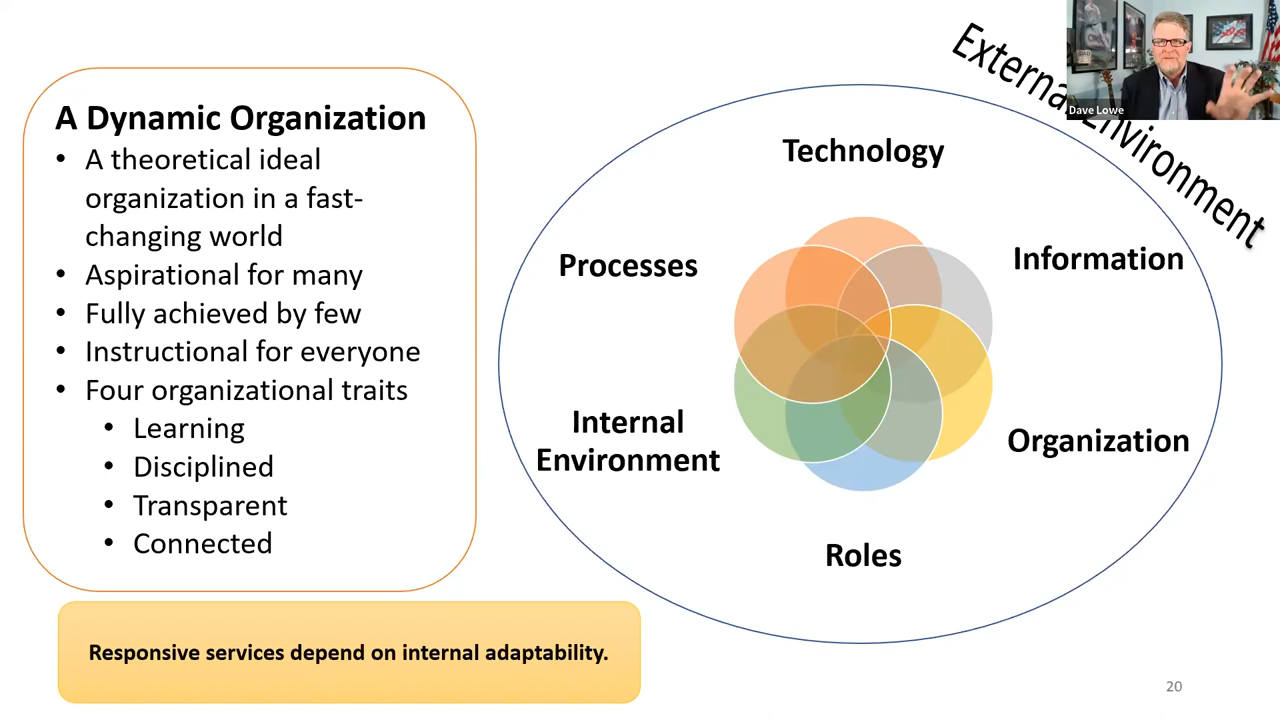 A Dynamic Organization
• A theoretical ideal
organization in a fast-
changing world
• Aspirational for many
• Fully achieved by few
• Instructional for everyone
• Four organizational traits
• Learning
• Disciplined
• Transparent
• Connected
Responsive services depend on internal adaptability.
External Environment
Technology
Processes
Information
Internal
Environment
Organization
Roles
Dave Lowe
20